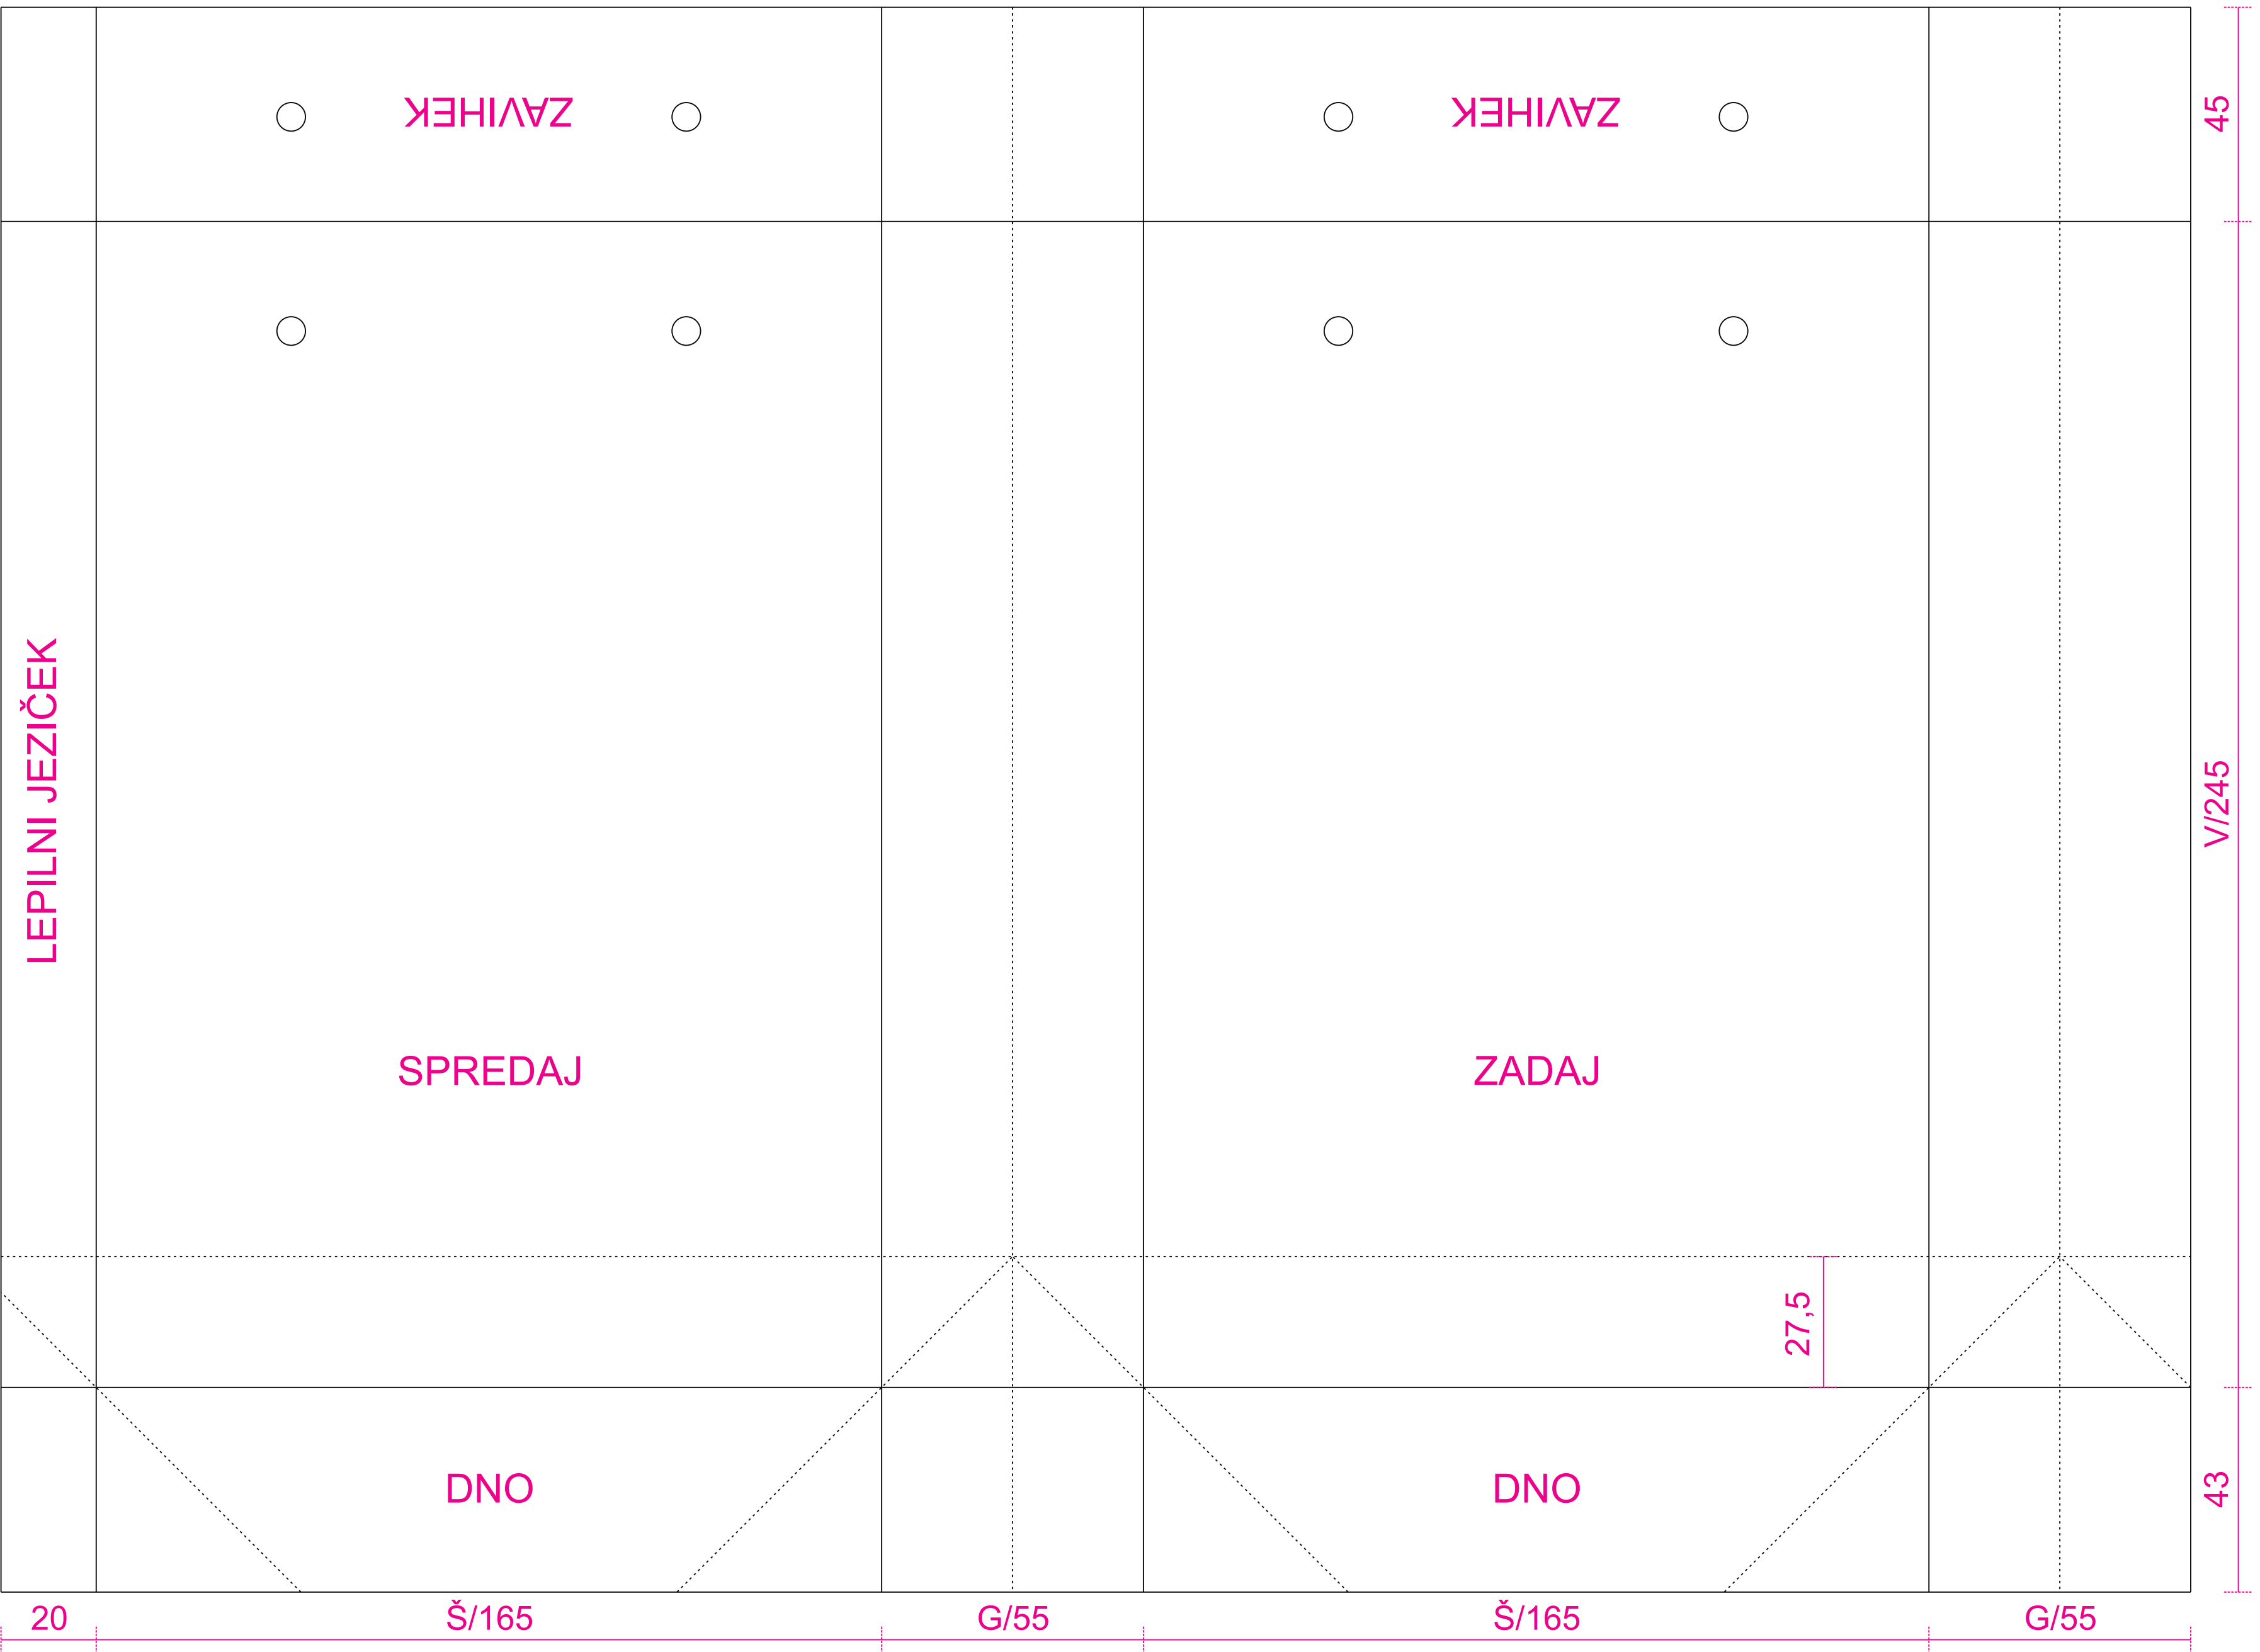 ZAVIHEK
ZAVIHEK
45
LEPILNI JEZIČEK
V/245
SPREDAJ
ZADAJ
27,5
DNO
DNO
43
20
Š/165
G/55
Š/165
G/55